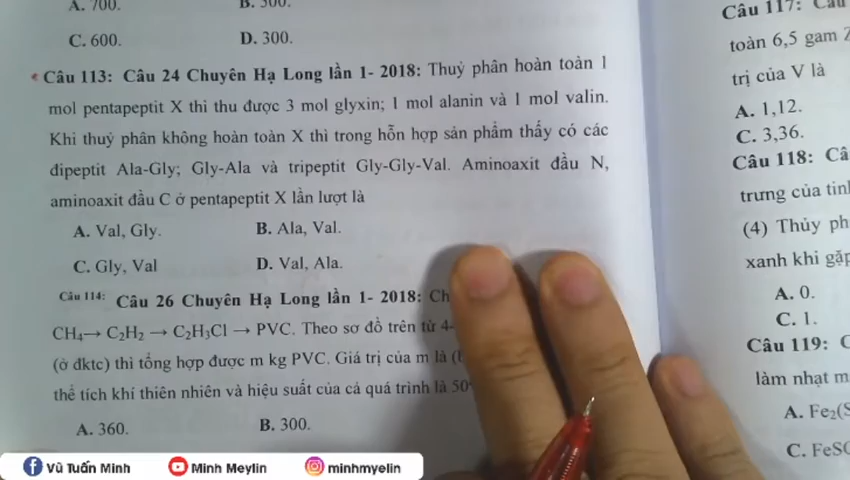 A. 700.
B. 300.
C. 600.
D. 300.
Câu 113: Câu 24 Chuyên Hạ Long lần 1- 2018: Thuỷ phân hoàn toàn 1
mol pentapeptit X thì thu được 3 mol glyxin; 1 mol alanin và 1 mol valin.
Khi thuỷ phân không hoàn toàn X thì trong hỗn hợp sản phẩm thấy có các
đipeptit Ala-Gly; Gly-Ala và tripeptit Gly-Gly-Val. Aminoaxit đầu N,
aminoaxit đầu C ở pentapeptit X lần lượt là
A. Val, Gly.
B. Ala, Val.
C. Gly, Val
D. Val, Ala.
Câu 114: Câu 26 Chuyên Hạ Long lần 1- 2018: Ch
CH₄→ C₂H₂ → C₂H₃Cl → PVC. Theo sơ đồ trên từ 4
(ở đktc) thì tổng hợp được m kg PVC. Giá trị của m là
thể tích khí thiên nhiên và hiệu suất của cả quá trình là 50
A. 360.
B. 300.
Câu 117:
toàn 6,5 gam
trị của V là
A. 1,12.
C. 3,36.
Câu 118:
trưng của
(4) Thủy
xanh khi gặp
A. 0.
C. 1.
Câu 119:
làm nhạt
A. Fe₂(S
C. FeSO
Vũ Tuấn Minh
Minh Meylin
minhmyelin